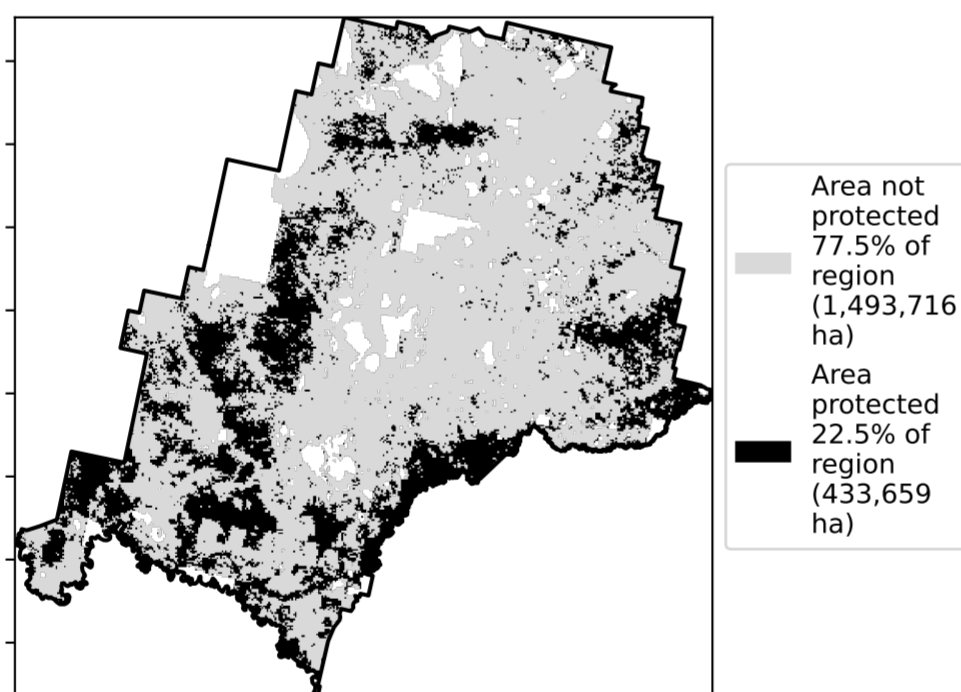 Area not
protected
77.5% of
region
(1,493,716
ha)
Area
protected
22.5% of
region
(433,659
ha)